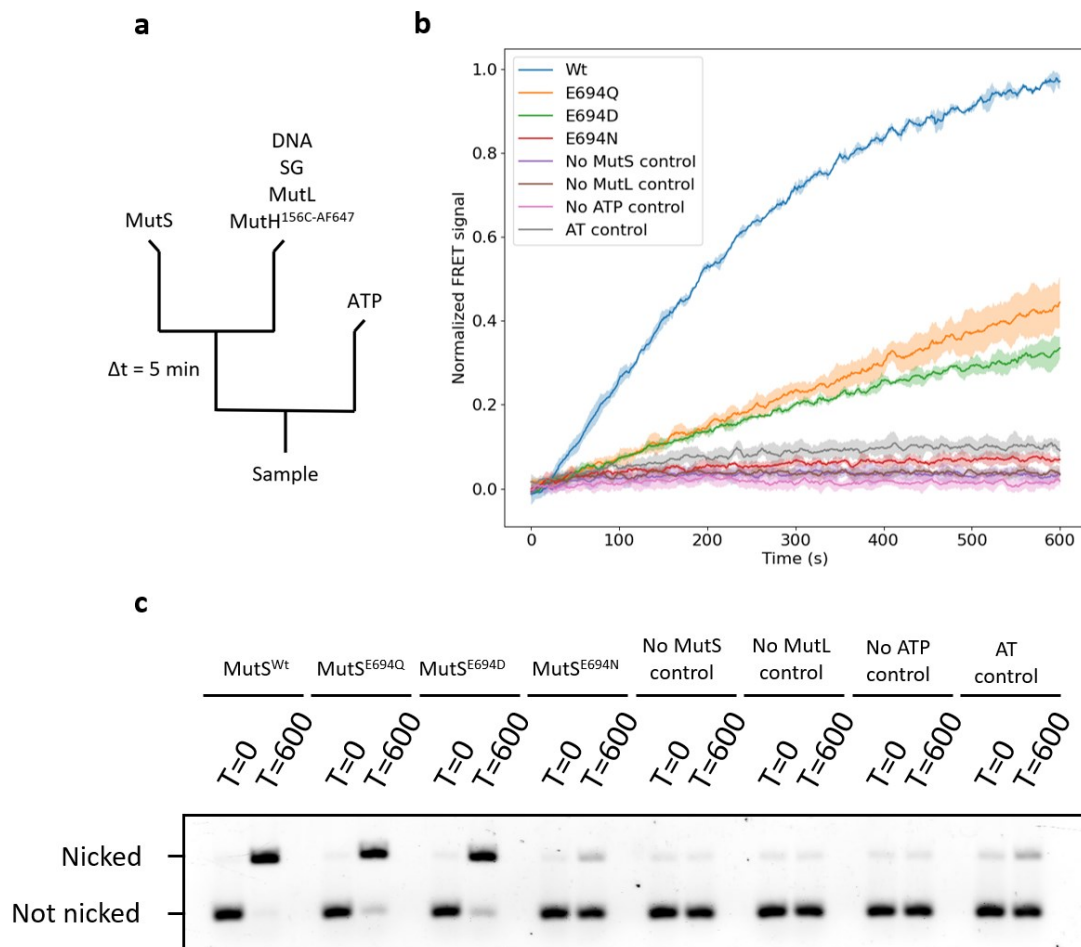 a
DNA
SG
MutL
MutS
MutH156C-AF647
ATP
Δt = 5 min
Sample
b
Normalized FRET signal
1.0
0.8
0.6
0.4
0.2
0.0
Wt
E694Q
E694D
E694N
No MutS control
No MutL control
No ATP control
AT control
0
100
200
300
400
500
600
Time (s)
c
MutSWt
MutSE694Q
MutSE694D
MutSE694N
No MutS control
No MutL control
No ATP control
AT control
T=0 T=600 T=0 T=600 T=0 T=600 T=0 T=600 T=0 T=600 T=0 T=600 T=0 T=600 T=0 T=600
Nicked
Not nicked